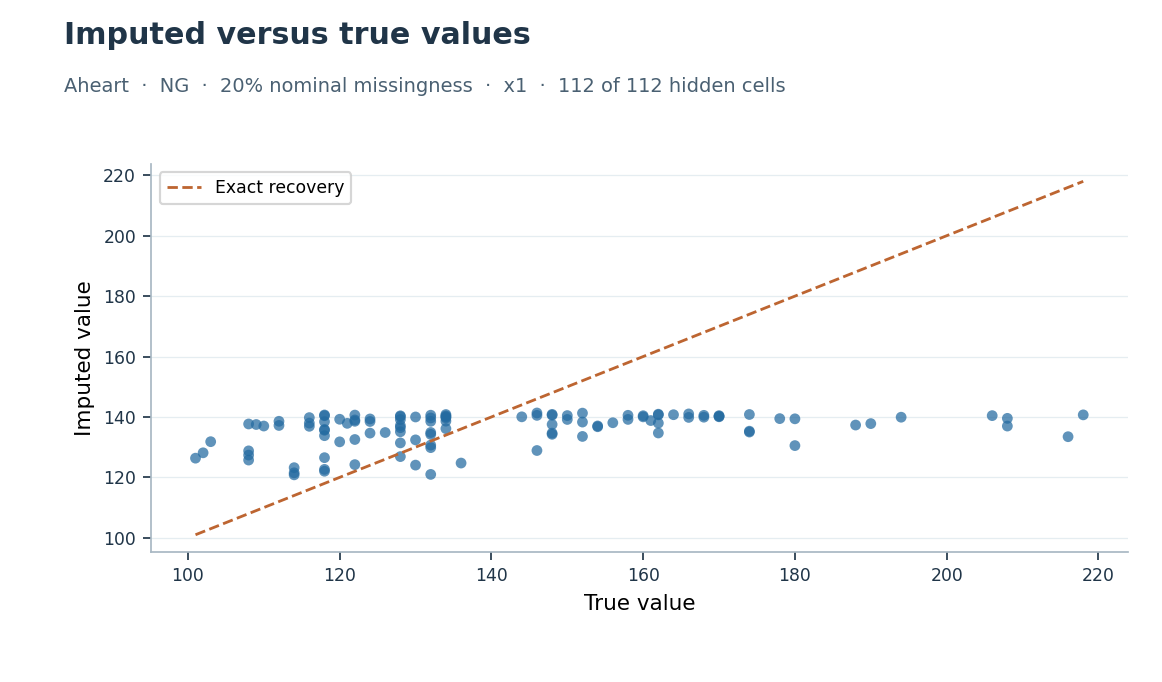 Imputed versus true values
Aheart · NG · 20% nominal missingness · x1 · 112 of 112 hidden cells
Exact recovery
220
200
180
160
140
120
100
Imputed value
100 120 140 160 180 200 220
True value